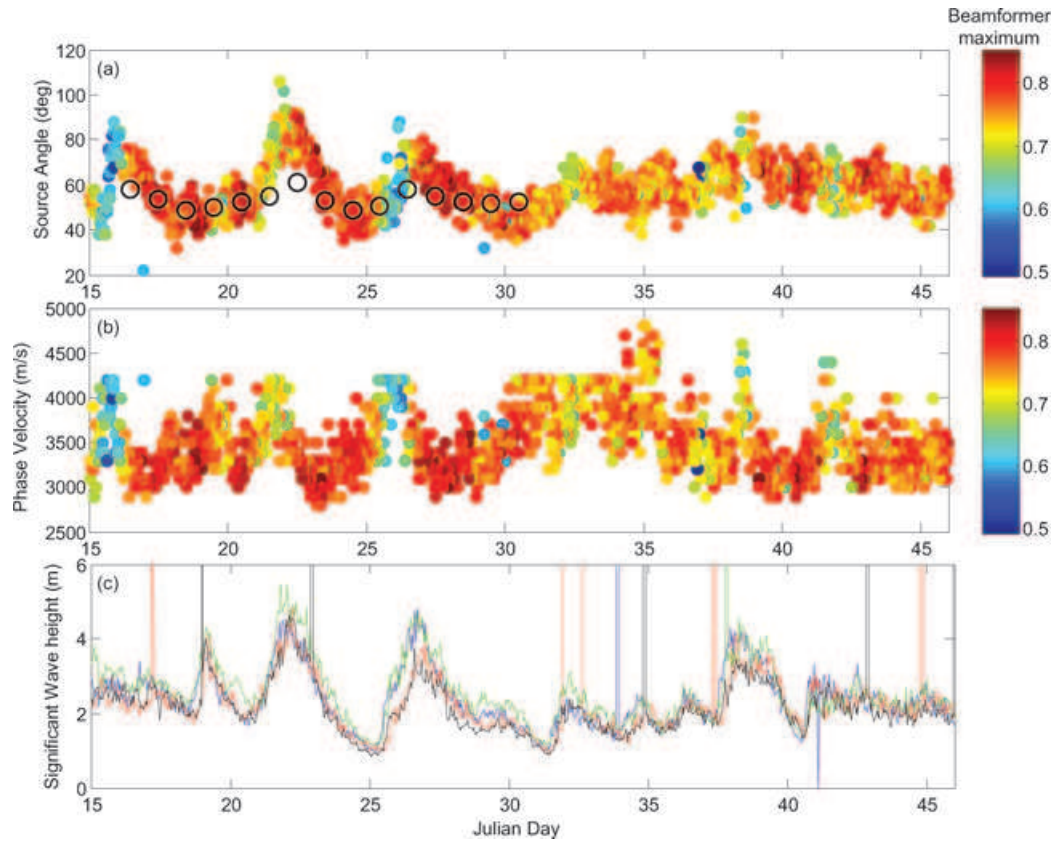 Beamformer
maximum
(a)
Source Angle (deg)
120
100
80
60
40
20
15 20 25 30 35 40 45
0.8
0.7
0.6
0.5
(b)
Phase Velocity (m/s)
5000
4500
4000
3500
3000
2500
15 20 25 30 35 40 45
0.8
0.7
0.6
0.5
(c)
Significant Wave height (m)
6
4
2
0
15 20 25 30 35 40 45
Julian Day